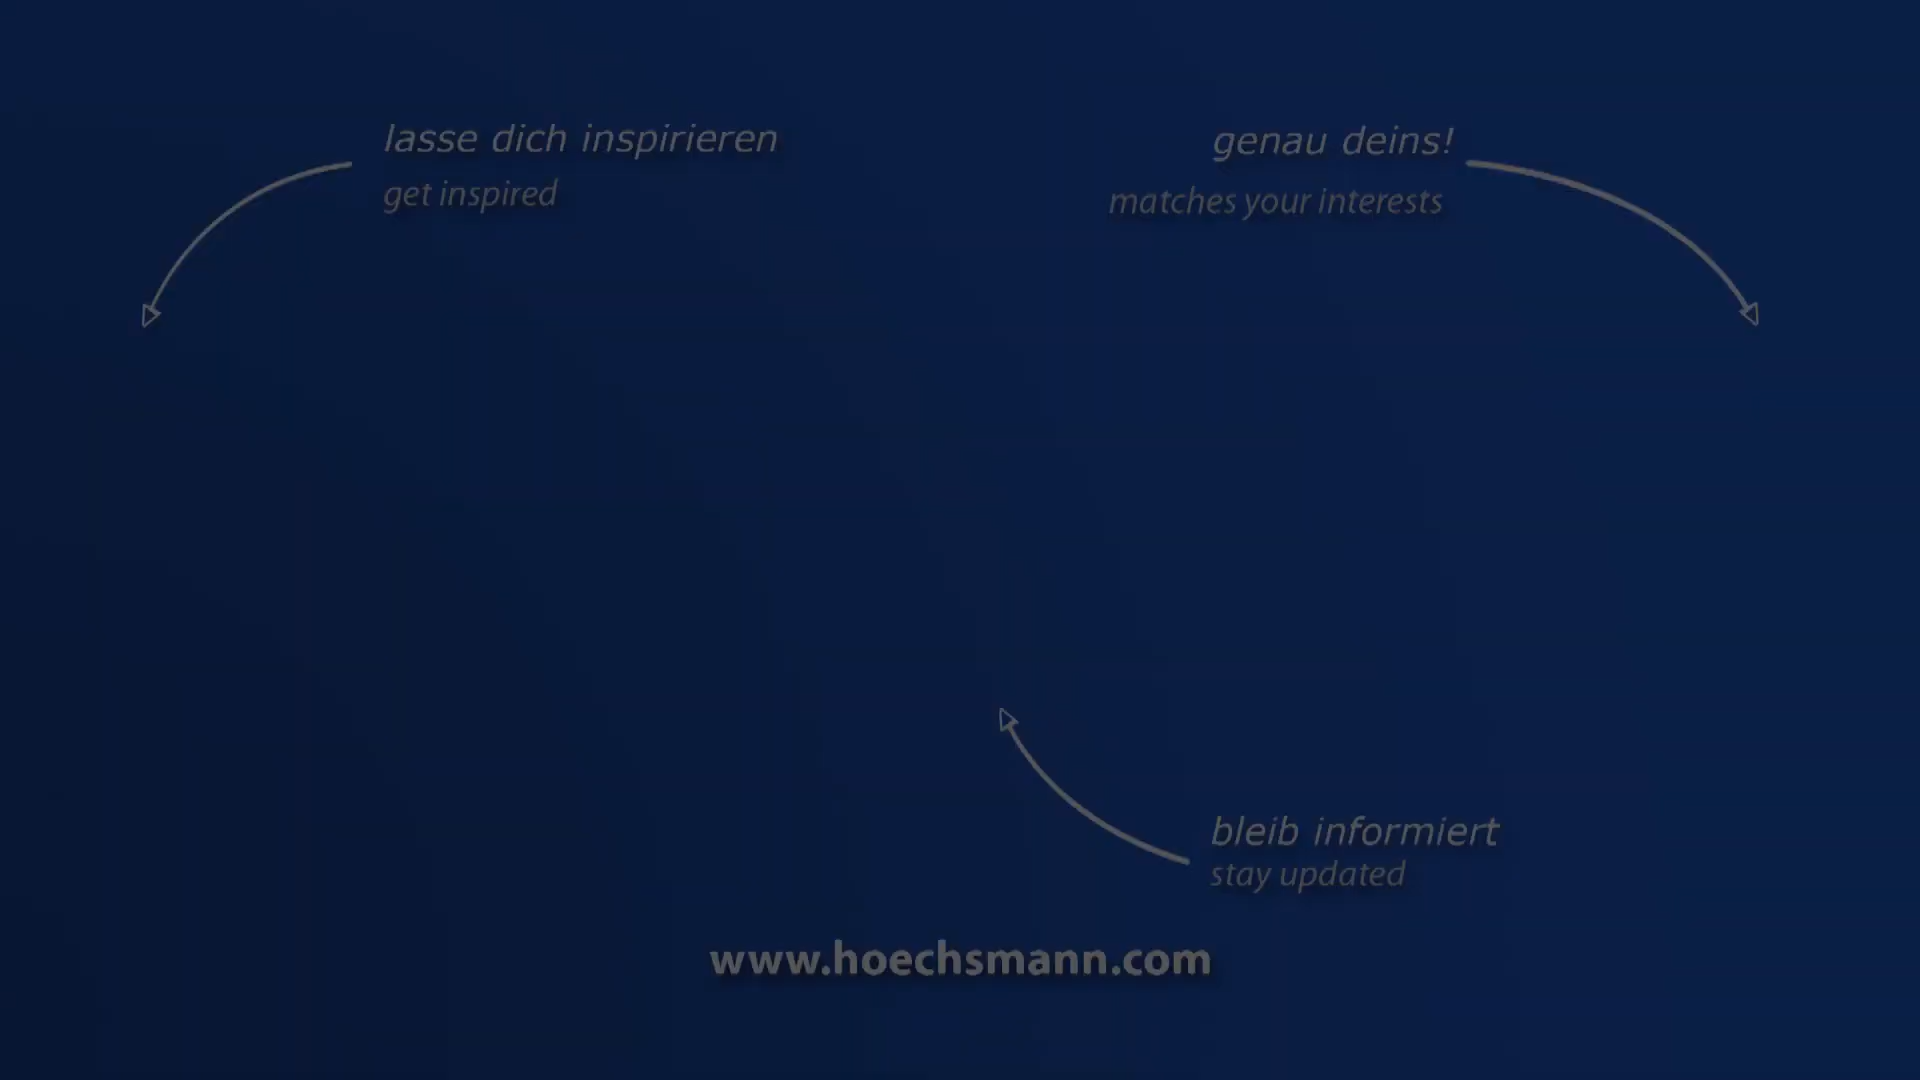 lasse dich inspirieren
get inspired
genau deins!
matches your interests
bleib informiert
stay updated
www.hoechsmann.com